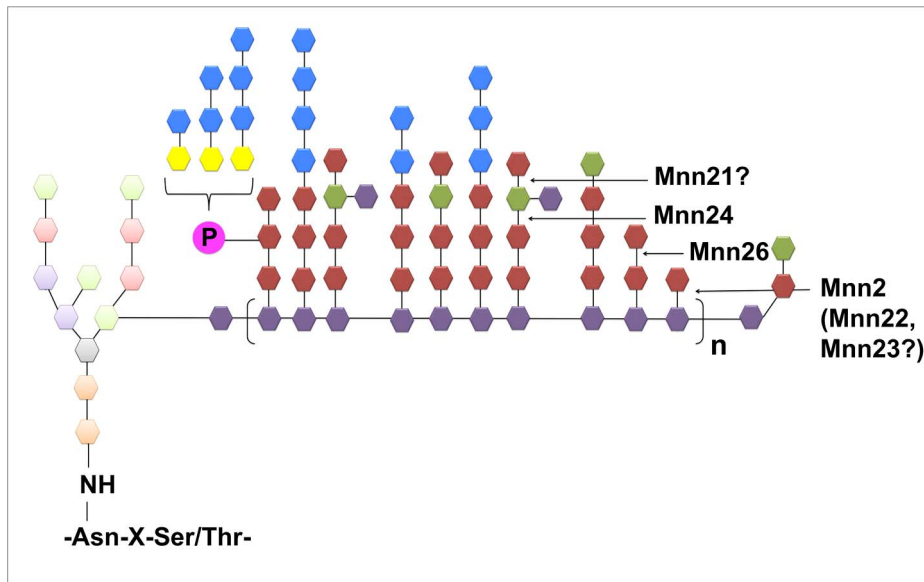 P
Mnn21?
Mnn24
Mnn26
Mnn2
(Mnn22,
Mnn23?)
n
NH
-Asn-X-Ser/Thr-